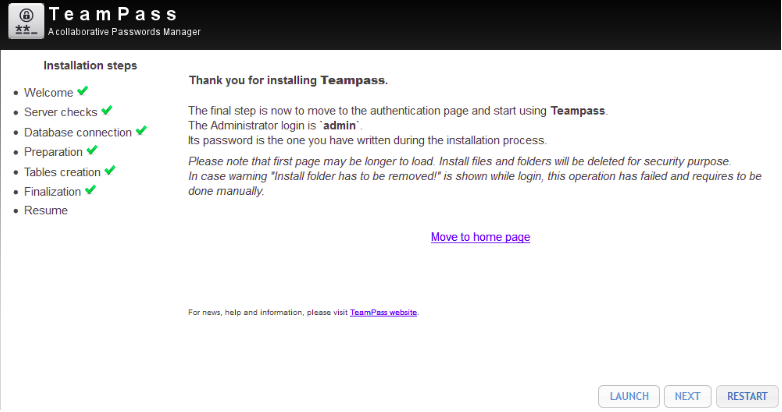 TeamPass
A collaborative Passwords Manager
Installation steps
Welcome
Server checks
Database connection
Preparation
Tables creation
Finalization
Resume
Thank you for installing Teampass.
The final step is now to move to the authentication page and start using Teampass.
The Administrator login is `admin`.
Its password is the one you have written during the installation process.
Please note that first page may be longer to load. Install files and folders will be deleted for security purpose.
In case warning "Install folder has to be removed!" is shown while login, this operation has failed and requires to be
done manually.
Move to home page
For news, help and information, please visit TeamPass website.
LAUNCH NEXT RESTART